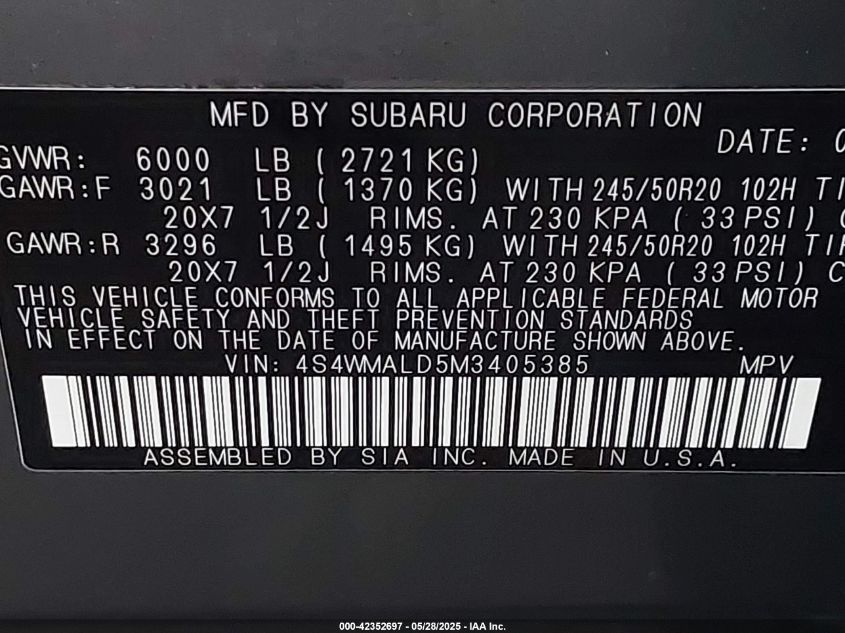 MFD BY SUBARU CORPORATION
DATE: 0
GVWR: 6000 LB ( 2721 KG)
GAWR:F 3021 LB ( 1370 KG) WITH 245/50R20 102H
20X7 1/2J RIMS. AT 230 KPA ( 33 PSI)
GAWR:R 3296 LB ( 1495 KG) WITH 245/50R20 102H
20X7 1/2J RIMS. AT 230 KPA ( 33 PSI)
THIS VEHICLE CONFORMS TO ALL APPLICABLE FEDERAL MOTOR
VEHICLE SAFETY AND THEFT PREVENTION STANDARDS
IN EFFECT ON THE DATE OF MANUFACTURE SHOWN ABOVE.
VIN: 4S4WMALD5M3405385 MPV
ASSEMBLED BY SIA INC. MADE IN U.S.A.
000-42352697 - 05/28/2025 - IAA Inc.